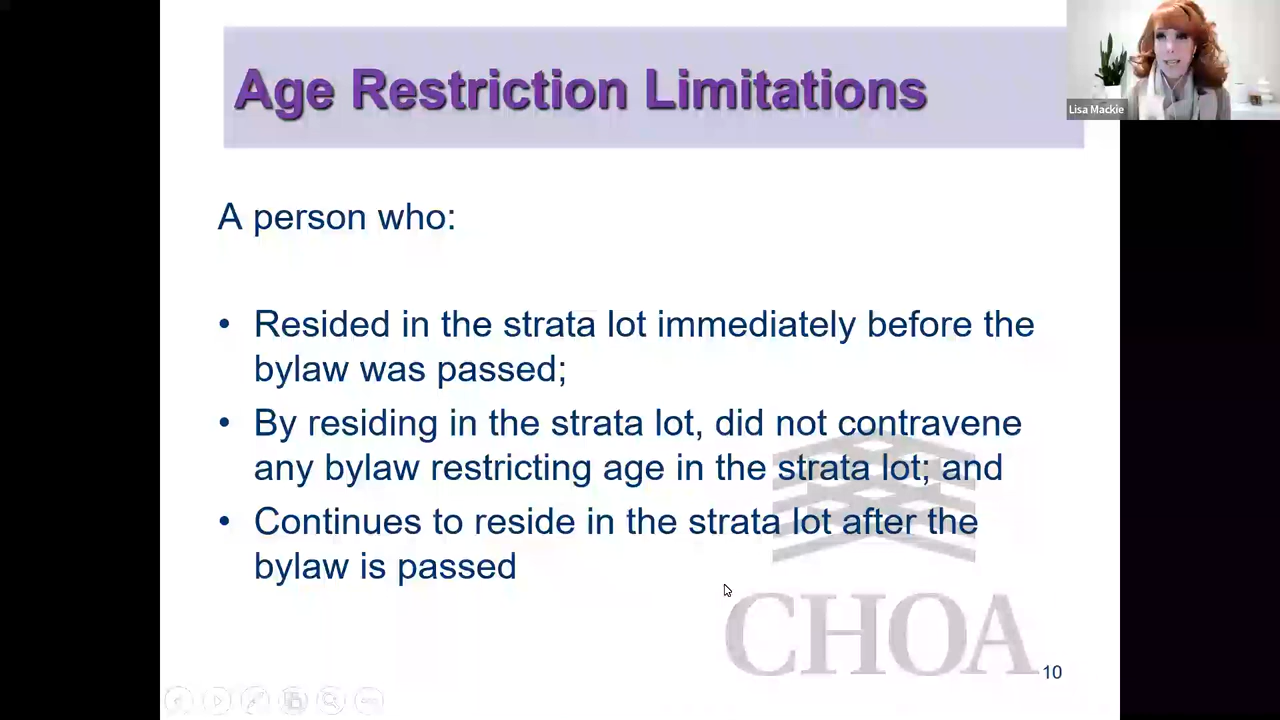 Age Restriction Limitations
Lisa Mackie
A person who:
• Resided in the strata lot immediately before the
bylaw was passed;
• By residing in the strata lot, did not contravene
any bylaw restricting age in the strata lot; and
• Continues to reside in the strata lot after the
bylaw is passed
CHOA
10